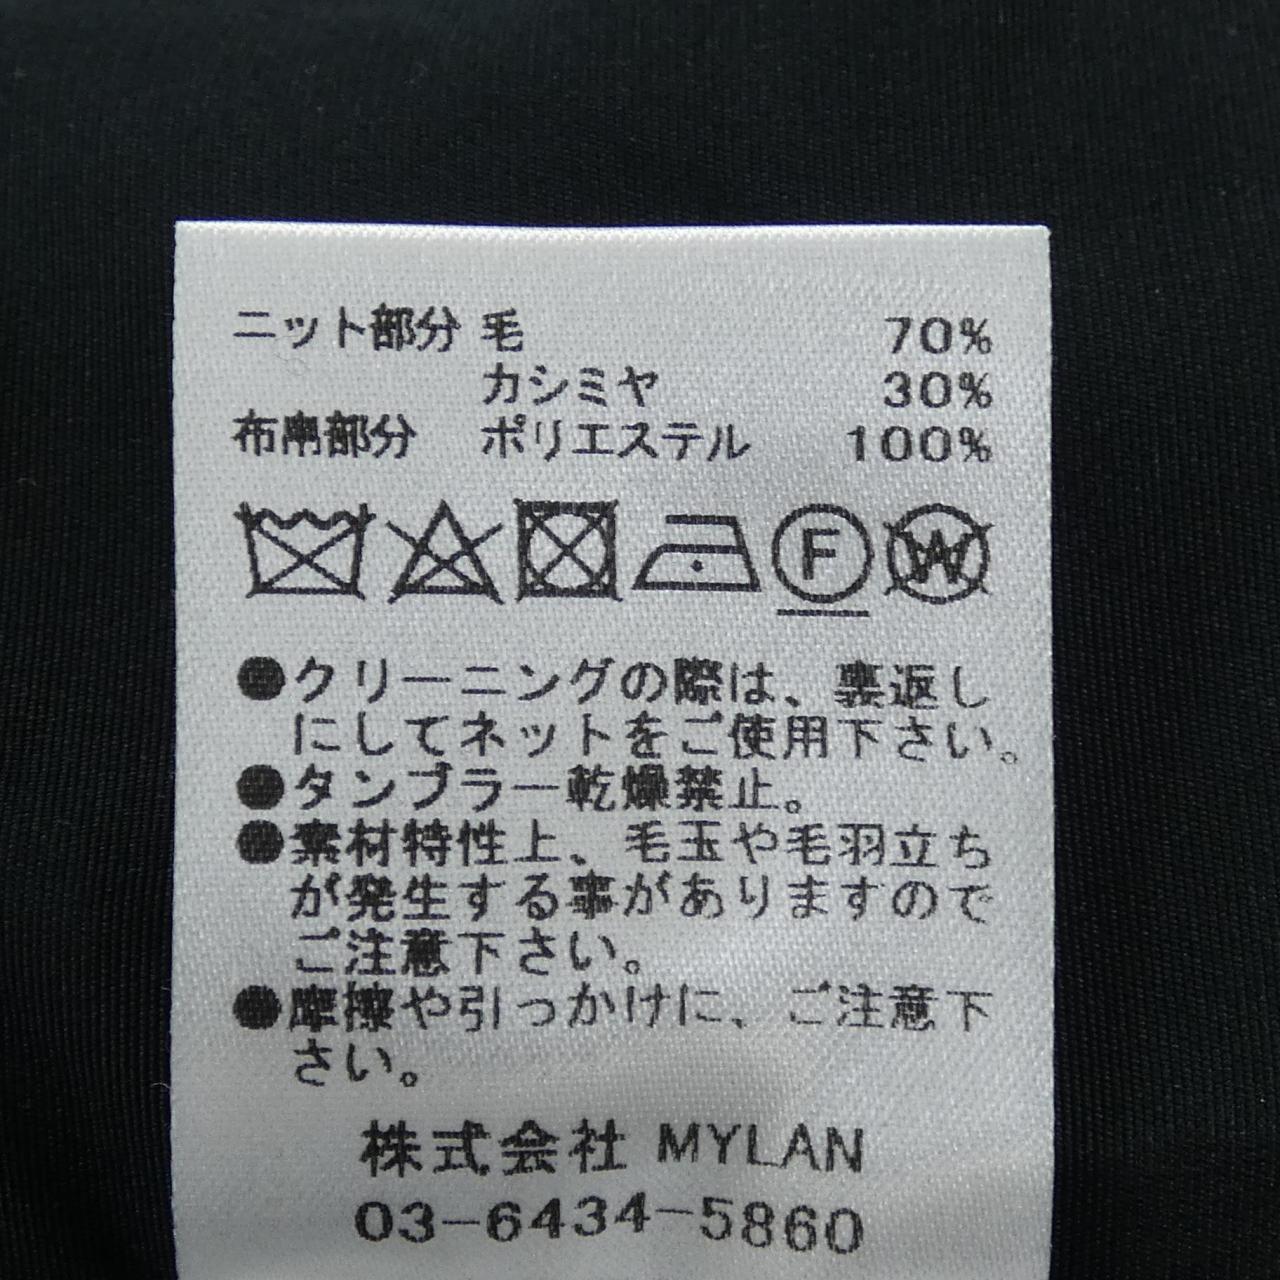 ニット部分 毛 70%
カシミヤ 30%
布帛部分 ポリエステル 100%
F W
●クリーニングの際は、裏返し
にしてネットをご使用下さい。
●タンブラー乾燥禁止。
●素材特性上、毛玉や毛羽立ち
が発生する事がありますので
ご注意下さい。
●摩擦や引っかけに、ご注意下
さい。
株式会社 MYLAN
03-6434-5860